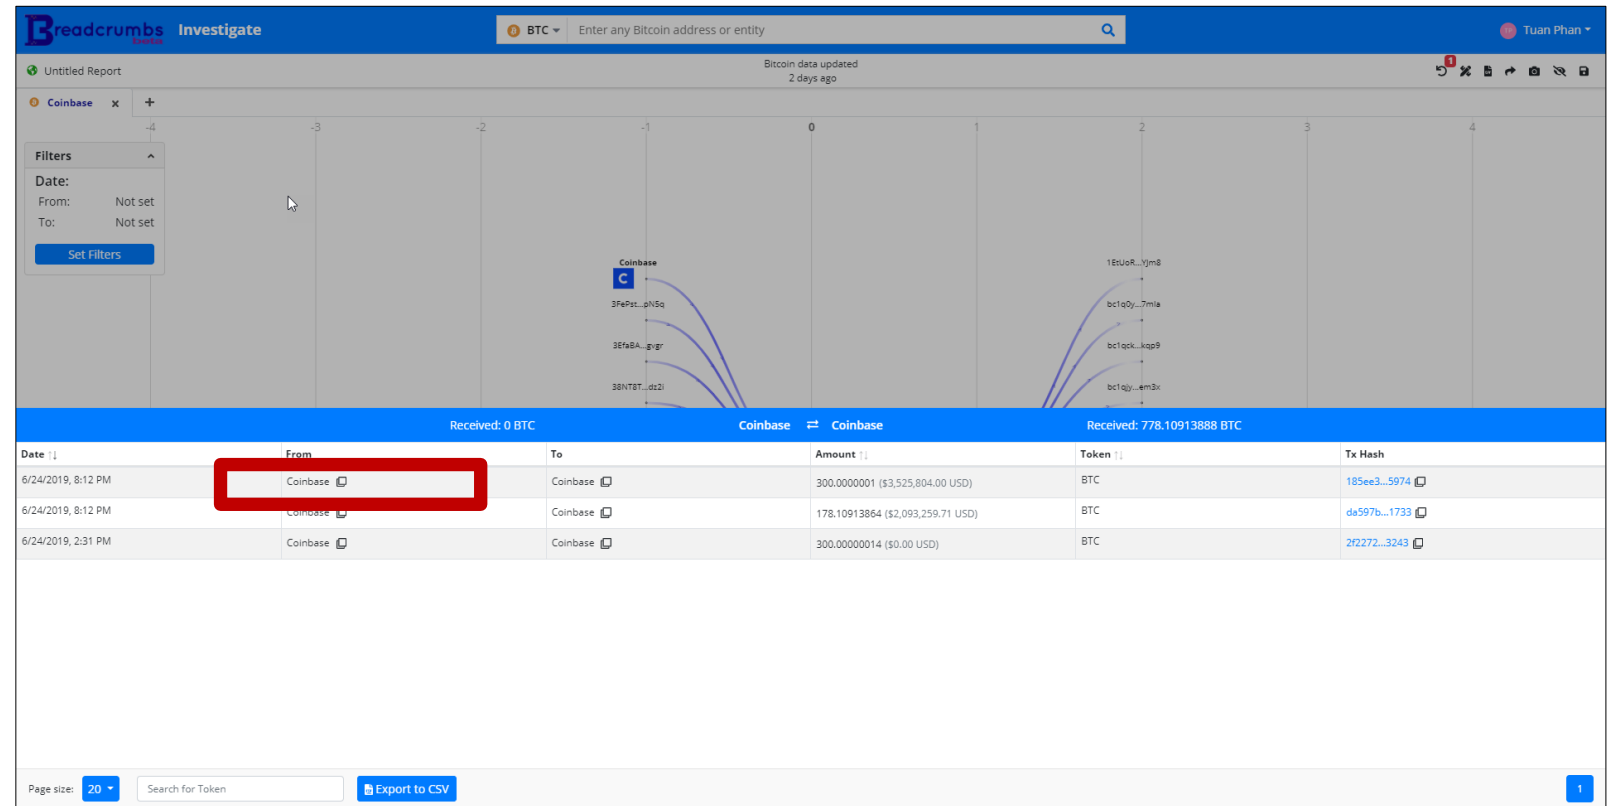 Breadcrumbs beta Investigate BTC Enter any Bitcoin address or entity Tuan Phan
Untitled Report
Bitcoin data updated
2 days ago
1
Coinbase x +
-4 -3 -2 -1 0 1 2 3 4
Filters
Date:
From: Not set
To: Not set
Set Filters
Coinbase
C
3FePst...pN5q
3EfaBA...gvgr
38NT8T...dz2i
1EtUoR...Yjm8
bc1q0y...7mla
bc1qck...kqp9
bc1qjy...em3x
Received: 0 BTC Coinbase ⇄ Coinbase Received: 778.10913888 BTC
Date From To Amount Token Tx Hash
6/24/2019, 8:12 PM Coinbase Coinbase 300.0000001 ($3,525,804.00 USD) BTC 185ee3...5974
6/24/2019, 8:12 PM Coinbase Coinbase 178.10913864 ($2,093,259.71 USD) BTC da597b...1733
6/24/2019, 2:31 PM Coinbase Coinbase 300.00000014 ($0.00 USD) BTC 2f2272...3243
Page size: 20 Search for Token Export to CSV 1